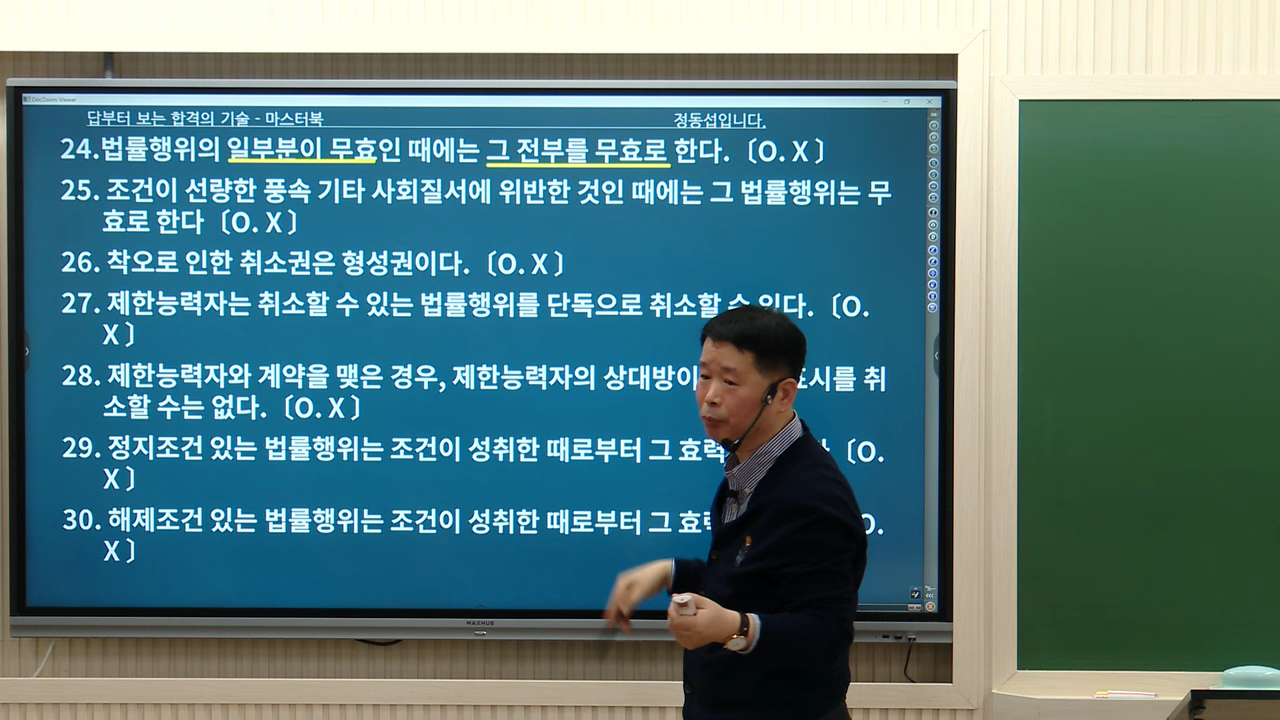 DocZoom Viewer
답부터 보는 합격의 기술 - 마스터북 정동섭입니다.
24.법률행위의 일부분이 무효인 때에는 그 전부를 무효로 한다.〔O. X〕
25. 조건이 선량한 풍속 기타 사회질서에 위반한 것인 때에는 그 법률행위는 무
효로 한다〔O. X〕
26. 착오로 인한 취소권은 형성권이다.〔O. X〕
27. 제한능력자는 취소할 수 있는 법률행위를 단독으로 취소할 수 있다.〔O.
X〕
28. 제한능력자와 계약을 맺은 경우, 제한능력자의 상대방이 취
소할 수는 없다.〔O. X〕
29. 정지조건 있는 법률행위는 조건이 성취한 때로부터 그 〔O.
X〕
30. 해제조건 있는 법률행위는 조건이 성취한 때로부터 그 O.
X〕
MAXHUB